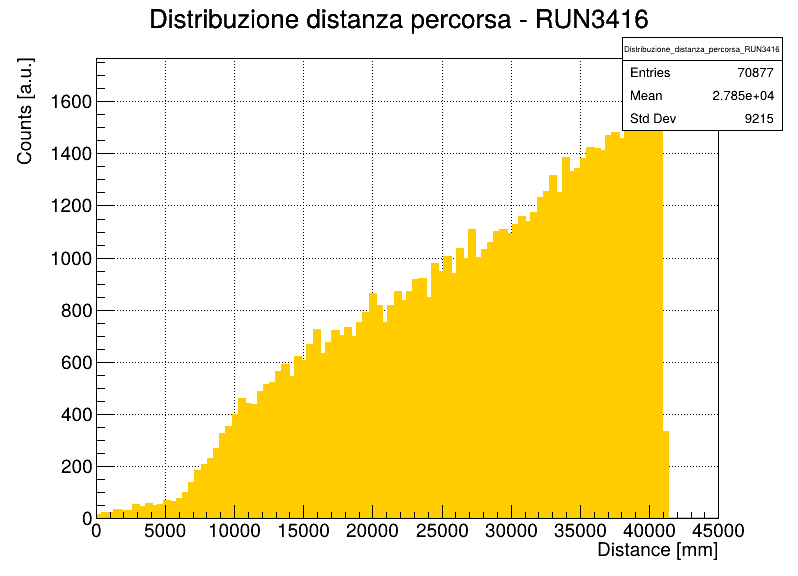 Distribuzione distanza percorsa - RUN3416
Distribuzione_distanza_percorsa_RUN3416
Entries 70877
Mean 2.785e+04
Std Dev 9215
Counts [a.u.]
1600
1400
1200
1000
800
600
400
200
0
0 5000 10000 15000 20000 25000 30000 35000 40000 45000
Distance [mm]